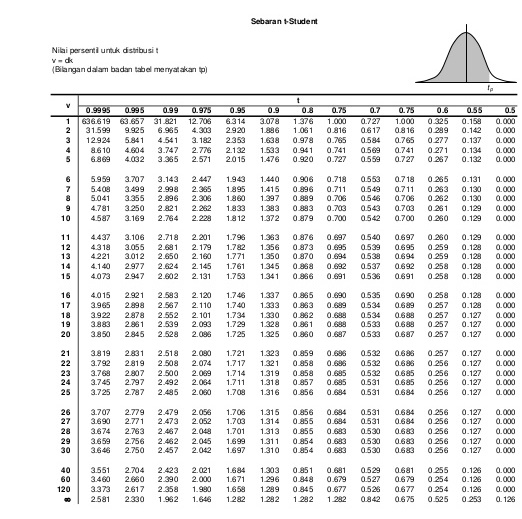 Sebaran t-Student
Nilai persentil untuk distribusi t
v = dk
(Bilangan dalam badan tabel menyatakan tp)
tp
v t
0.9995 0.995 0.99 0.975 0.95 0.9 0.8 0.75 0.7 0.75 0.6 0.55 0.5
1 636.619 63.657 31.821 12.706 6.314 3.078 1.376 1.000 0.727 1.000 0.325 0.158 0.000
2 31.599 9.925 6.965 4.303 2.920 1.886 1.061 0.816 0.617 0.816 0.289 0.142 0.000
3 12.924 5.841 4.541 3.182 2.353 1.638 0.978 0.765 0.584 0.765 0.277 0.137 0.000
4 8.610 4.604 3.747 2.776 2.132 1.533 0.941 0.741 0.569 0.741 0.271 0.134 0.000
5 6.869 4.032 3.365 2.571 2.015 1.476 0.920 0.727 0.559 0.727 0.267 0.132 0.000
6 5.959 3.707 3.143 2.447 1.943 1.440 0.906 0.718 0.553 0.718 0.265 0.131 0.000
7 5.408 3.499 2.998 2.365 1.895 1.415 0.896 0.711 0.549 0.711 0.263 0.130 0.000
8 5.041 3.355 2.896 2.306 1.860 1.397 0.889 0.706 0.546 0.706 0.262 0.130 0.000
9 4.781 3.250 2.821 2.262 1.833 1.383 0.883 0.703 0.543 0.703 0.261 0.129 0.000
10 4.587 3.169 2.764 2.228 1.812 1.372 0.879 0.700 0.542 0.700 0.260 0.129 0.000
11 4.437 3.106 2.718 2.201 1.796 1.363 0.876 0.697 0.540 0.697 0.260 0.129 0.000
12 4.318 3.055 2.681 2.179 1.782 1.356 0.873 0.695 0.539 0.695 0.259 0.128 0.000
13 4.221 3.012 2.650 2.160 1.771 1.350 0.870 0.694 0.538 0.694 0.259 0.128 0.000
14 4.140 2.977 2.624 2.145 1.761 1.345 0.868 0.692 0.537 0.692 0.258 0.128 0.000
15 4.073 2.947 2.602 2.131 1.753 1.341 0.866 0.691 0.536 0.691 0.258 0.128 0.000
16 4.015 2.921 2.583 2.120 1.746 1.337 0.865 0.690 0.535 0.690 0.258 0.128 0.000
17 3.965 2.898 2.567 2.110 1.740 1.333 0.863 0.689 0.534 0.689 0.257 0.128 0.000
18 3.922 2.878 2.552 2.101 1.734 1.330 0.862 0.688 0.534 0.688 0.257 0.127 0.000
19 3.883 2.861 2.539 2.093 1.729 1.328 0.861 0.688 0.533 0.688 0.257 0.127 0.000
20 3.850 2.845 2.528 2.086 1.725 1.325 0.860 0.687 0.533 0.687 0.257 0.127 0.000
21 3.819 2.831 2.518 2.080 1.721 1.323 0.859 0.686 0.532 0.686 0.257 0.127 0.000
22 3.792 2.819 2.508 2.074 1.717 1.321 0.858 0.686 0.532 0.686 0.256 0.127 0.000
23 3.768 2.807 2.500 2.069 1.714 1.319 0.858 0.685 0.532 0.685 0.256 0.127 0.000
24 3.745 2.797 2.492 2.064 1.711 1.318 0.857 0.685 0.531 0.685 0.256 0.127 0.000
25 3.725 2.787 2.485 2.060 1.708 1.316 0.856 0.684 0.531 0.684 0.256 0.127 0.000
26 3.707 2.779 2.479 2.056 1.706 1.315 0.856 0.684 0.531 0.684 0.256 0.127 0.000
27 3.690 2.771 2.473 2.052 1.703 1.314 0.855 0.684 0.531 0.684 0.256 0.127 0.000
28 3.674 2.763 2.467 2.048 1.701 1.313 0.855 0.683 0.530 0.683 0.256 0.127 0.000
29 3.659 2.756 2.462 2.045 1.699 1.311 0.854 0.683 0.530 0.683 0.256 0.127 0.000
30 3.646 2.750 2.457 2.042 1.697 1.310 0.854 0.683 0.530 0.683 0.256 0.127 0.000
40 3.551 2.704 2.423 2.021 1.684 1.303 0.851 0.681 0.529 0.681 0.255 0.126 0.000
60 3.460 2.660 2.390 2.000 1.671 1.296 0.848 0.679 0.527 0.679 0.254 0.126 0.000
120 3.373 2.617 2.358 1.980 1.658 1.289 0.845 0.677 0.526 0.677 0.254 0.126 0.000
∞ 2.581 2.330 1.962 1.646 1.282 1.282 1.282 0.842 0.675 0.525 0.253 0.126